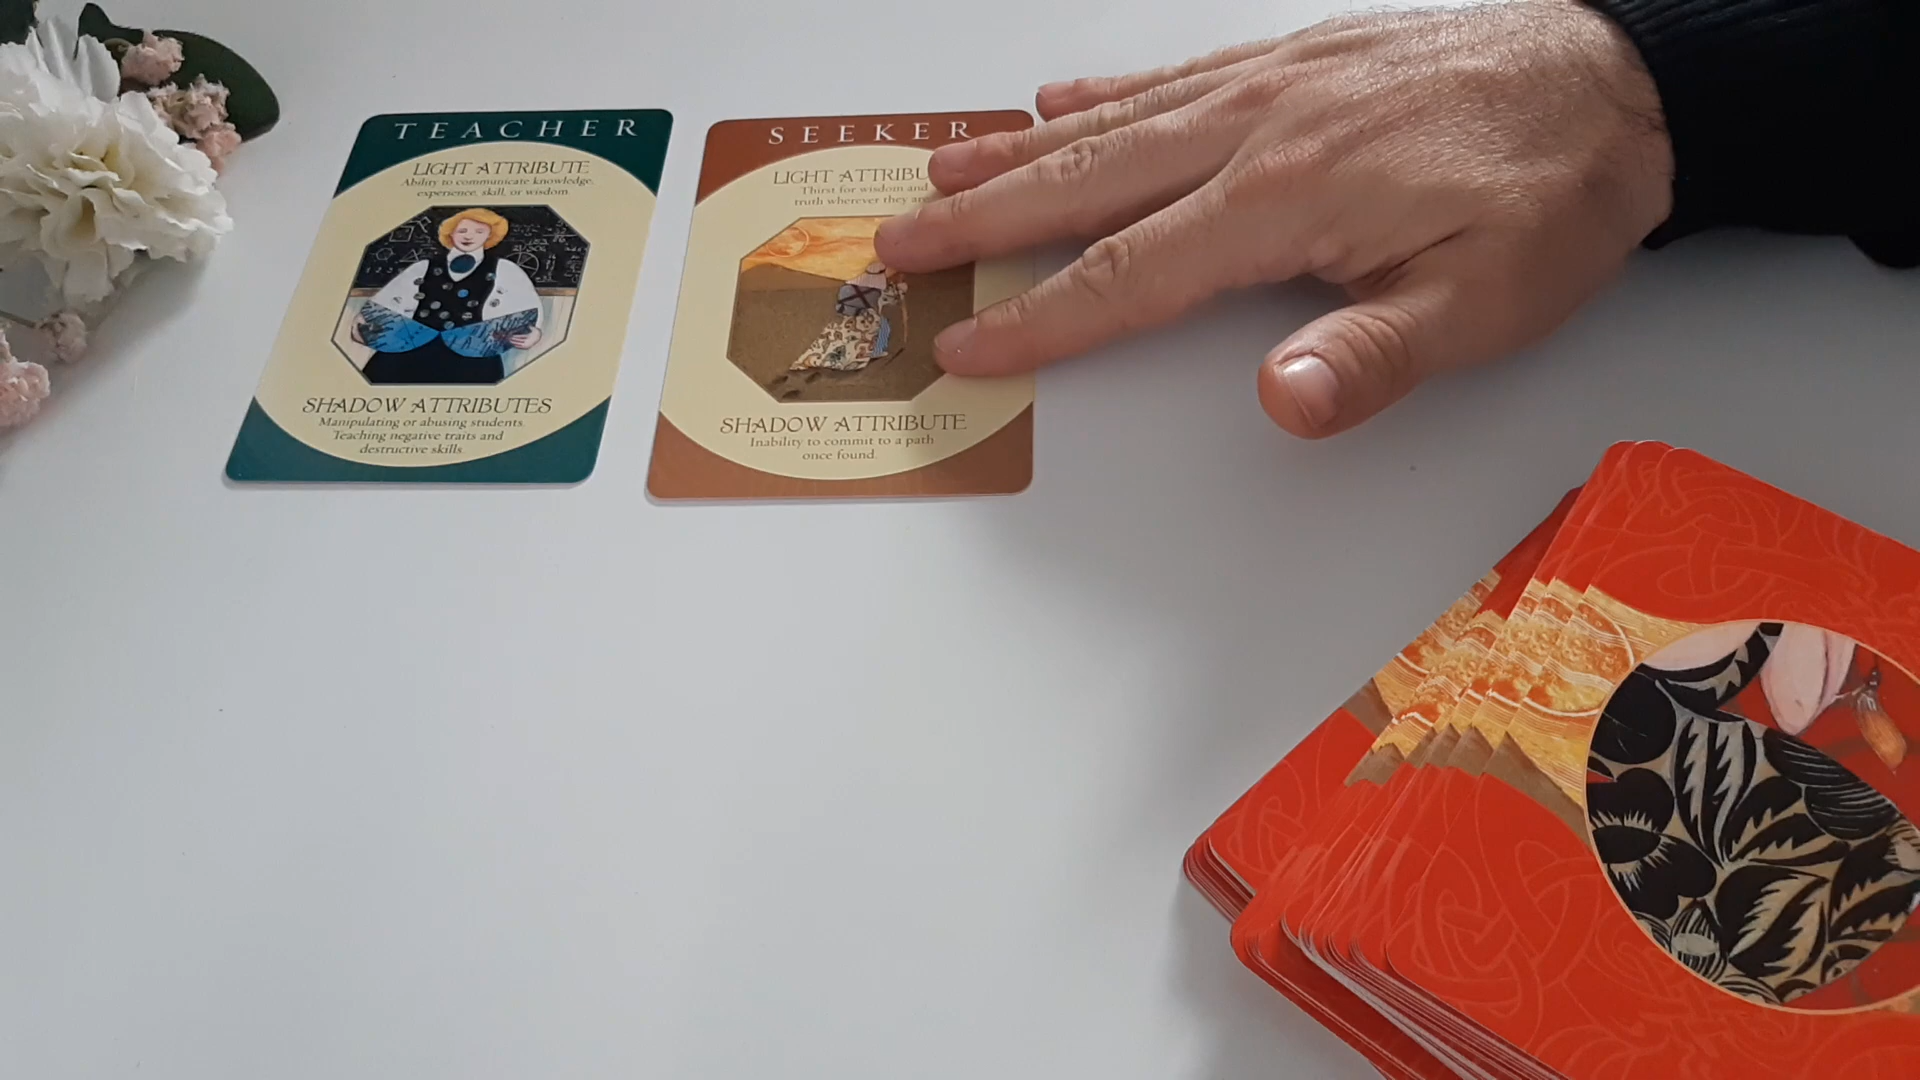 TEACHER
LIGHT ATTRIBUTE
Ability to communicate knowledge,
experience, skill, or wisdom.
SHADOW ATTRIBUTES
Manipulating or abusing students.
Teaching negative traits and
destructive skills.
SEEKER
LIGHT ATTRIBU
Thirst for wisdom and
truth wherever they are
SHADOW ATTRIBUTE
Inability to commit to a path
once found.